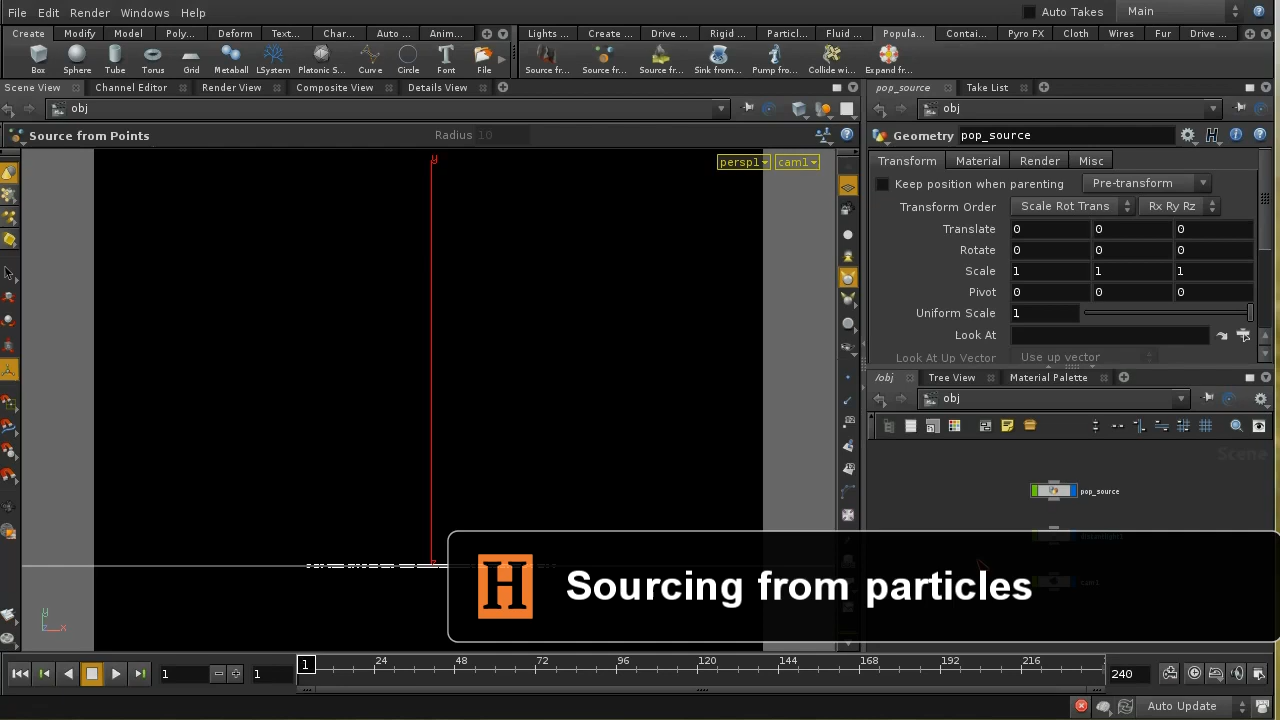 File Edit Render Windows Help
Auto Takes Main
Create Modify Model Poly... Deform Text... Char... Auto ... Anim...
Lights ... Create ... Drive ... Rigid ... Particl... Fluid ... Popula... Contai... Pyro FX Cloth Wires Fur Drive ...
Box Sphere Tube Torus Grid Metaball LSystem Platonic S... Curve Circle Font File
Source fr... Source fr... Source fr... Sink from... Pump fro... Collide wi... Expand fr...
Scene View Channel Editor Render View Composite View Details View
pop_source Take List
obj
obj
Source from Points Radius 10
Geometry pop_source
persp1 cam1
Transform Material Render Misc
Keep position when parenting Pre-transform
Transform Order Scale Rot Trans Rx Ry Rz
Translate 0 0 0
Rotate 0 0 0
Scale 1 1 1
Pivot 0 0 0
Uniform Scale 1
Look At
Look At Up Vector Use up vector
/obj Tree View Material Palette
obj
Scene
pop_source
y
H Sourcing from particles
y
z x
1 1 1 24 48 72 96 120 144 168 192 216 240
Auto Update